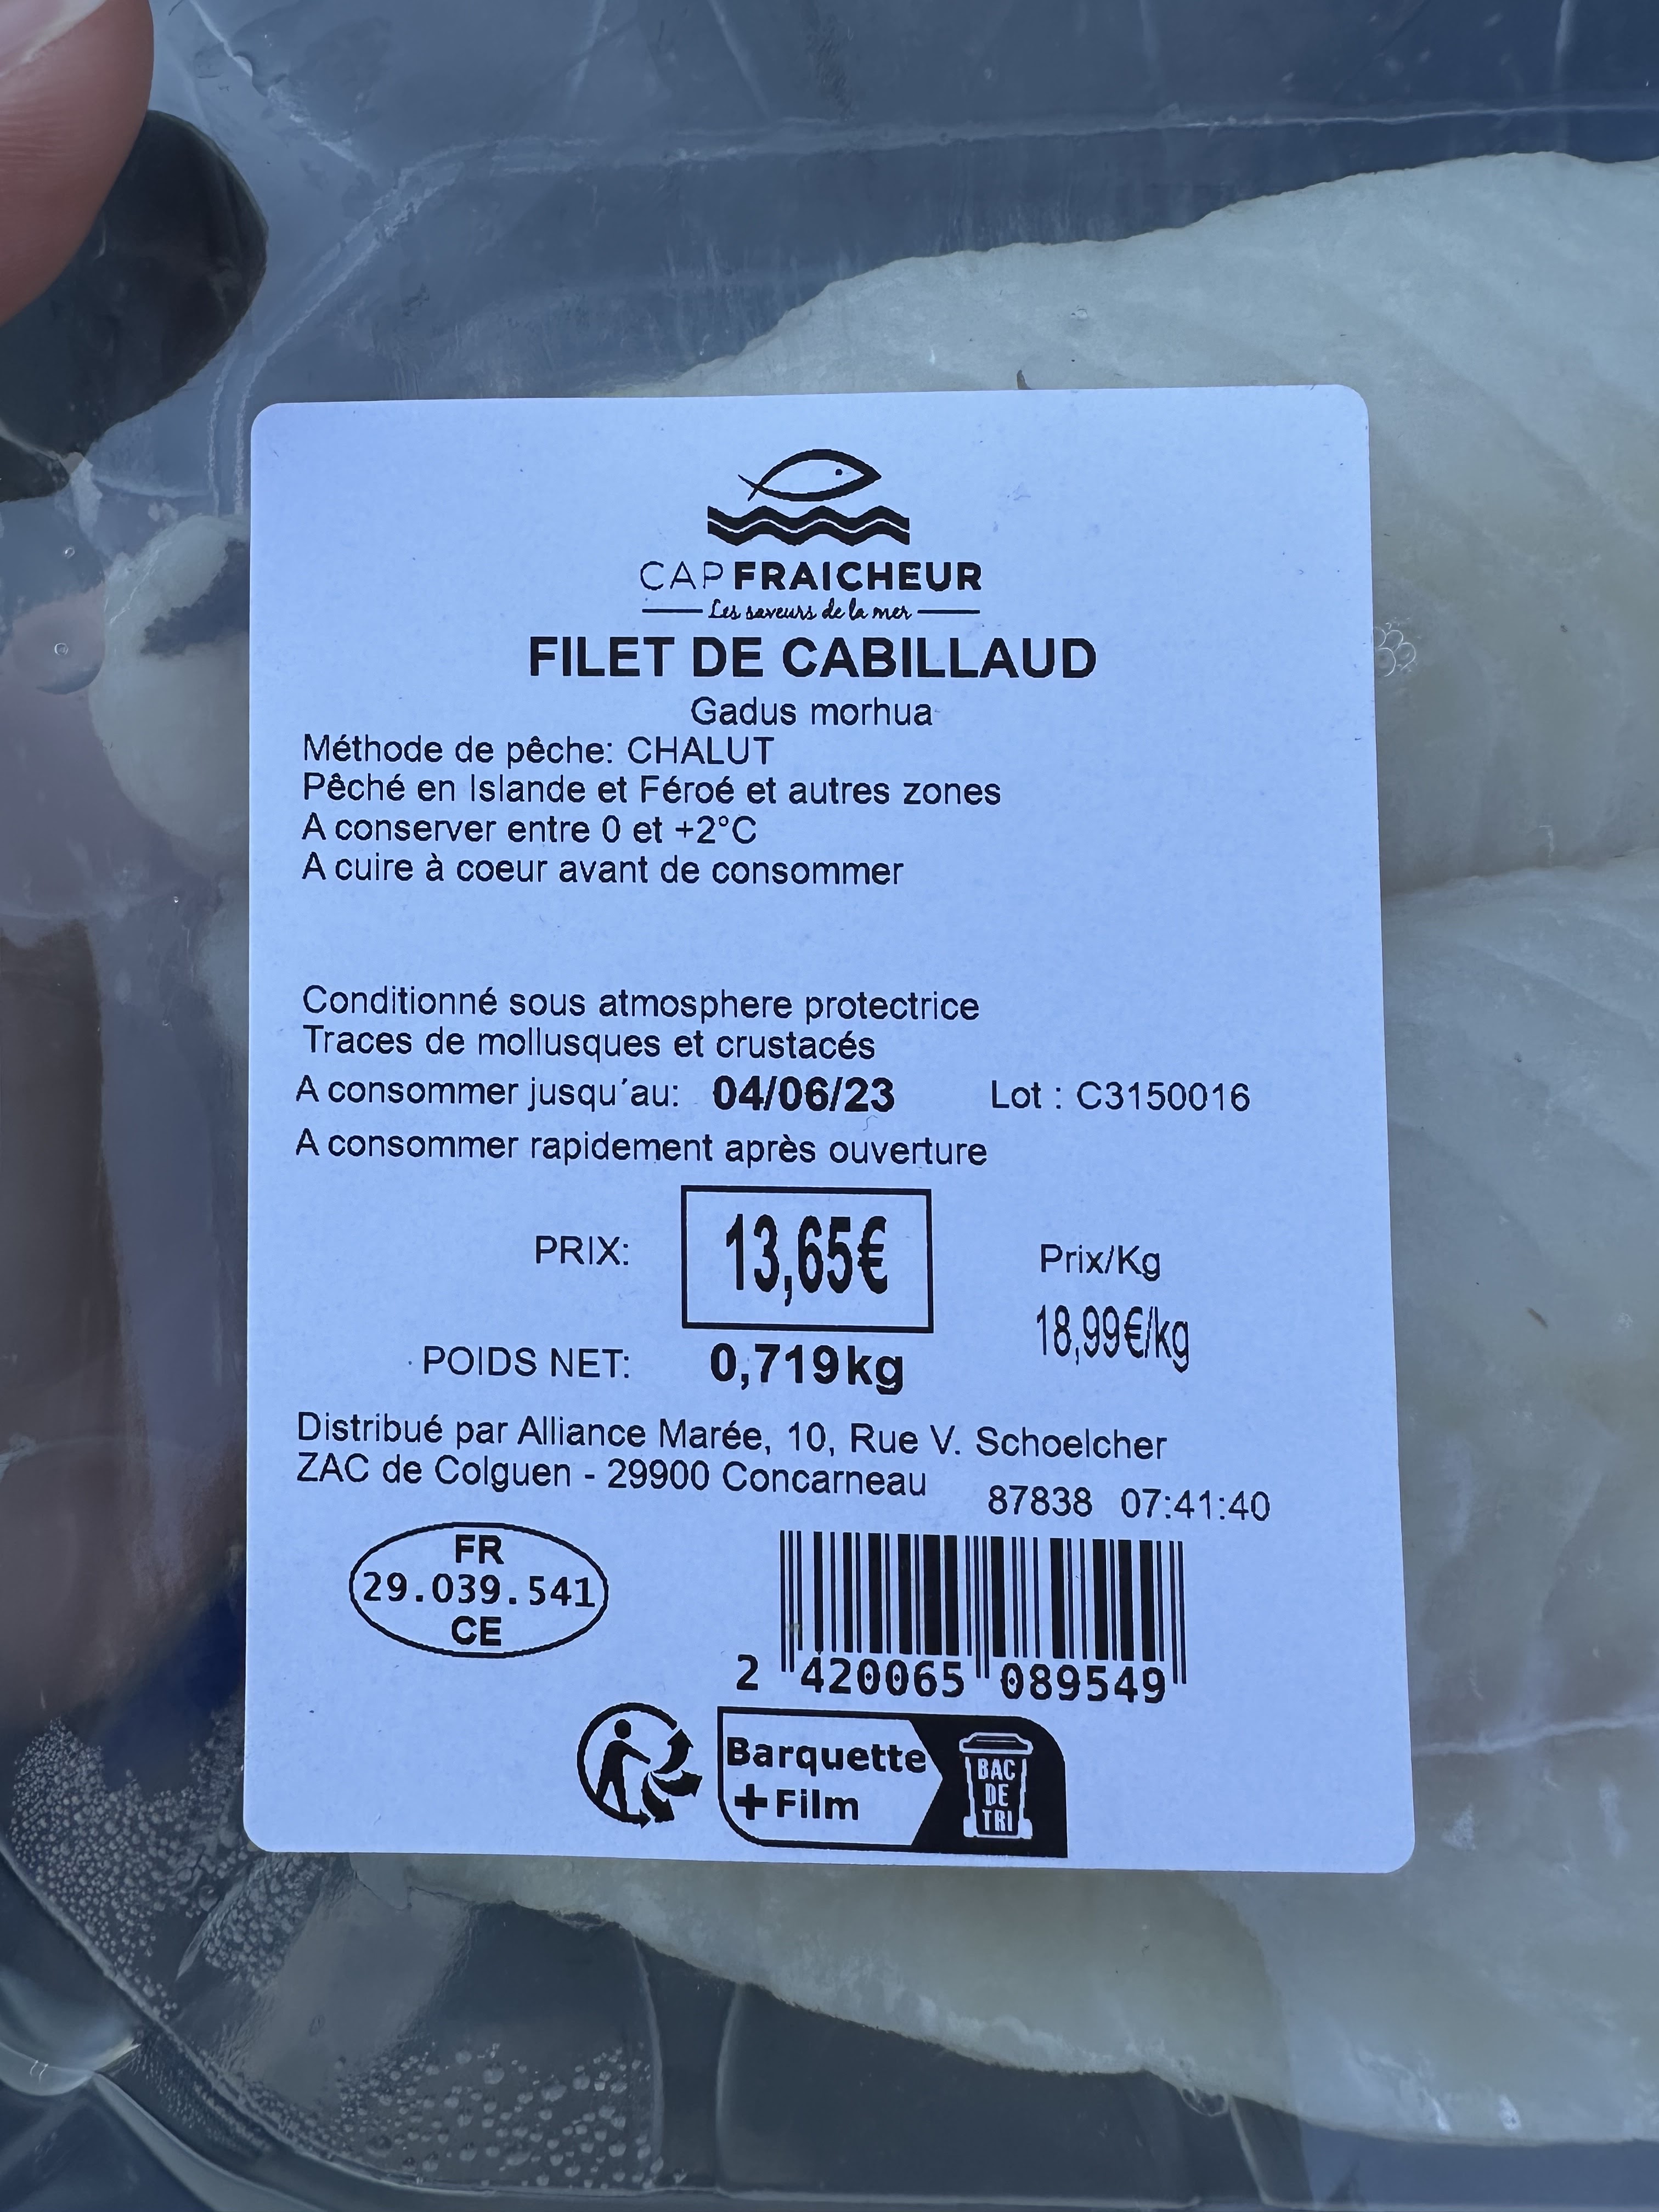 CAP FRAICHEUR
Les saveurs de la mer
FILET DE CABILLAUD
Gadus morhua
Méthode de pêche: CHALUT
Pêché en Islande et Féroé et autres zones
A conserver entre 0 et +2°C
A cuire à coeur avant de consommer
Conditionné sous atmosphere protectrice
Traces de mollusques et crustacés
A consommer jusqu'au: 04/06/23 Lot : C3150016
A consommer rapidement après ouverture
PRIX: 13,65€ Prix/Kg
18,99€/kg
POIDS NET: 0,719kg
Distribué par Alliance Marée, 10, Rue V. Schoelcher
ZAC de Colguen - 29900 Concarneau
87838 07:41:40
FR
29.039.541
CE
2 420065 089549
Barquette
+Film
BAC
DE
TRI